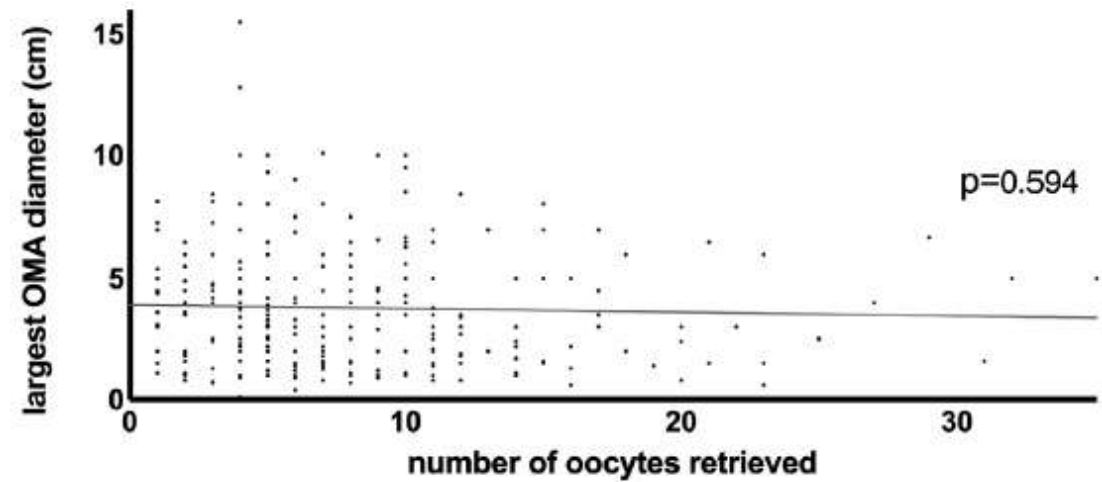 largest OMA diameter (cm)
15
10
5
0
p=0.594
0 10 20 30
number of oocytes retrieved